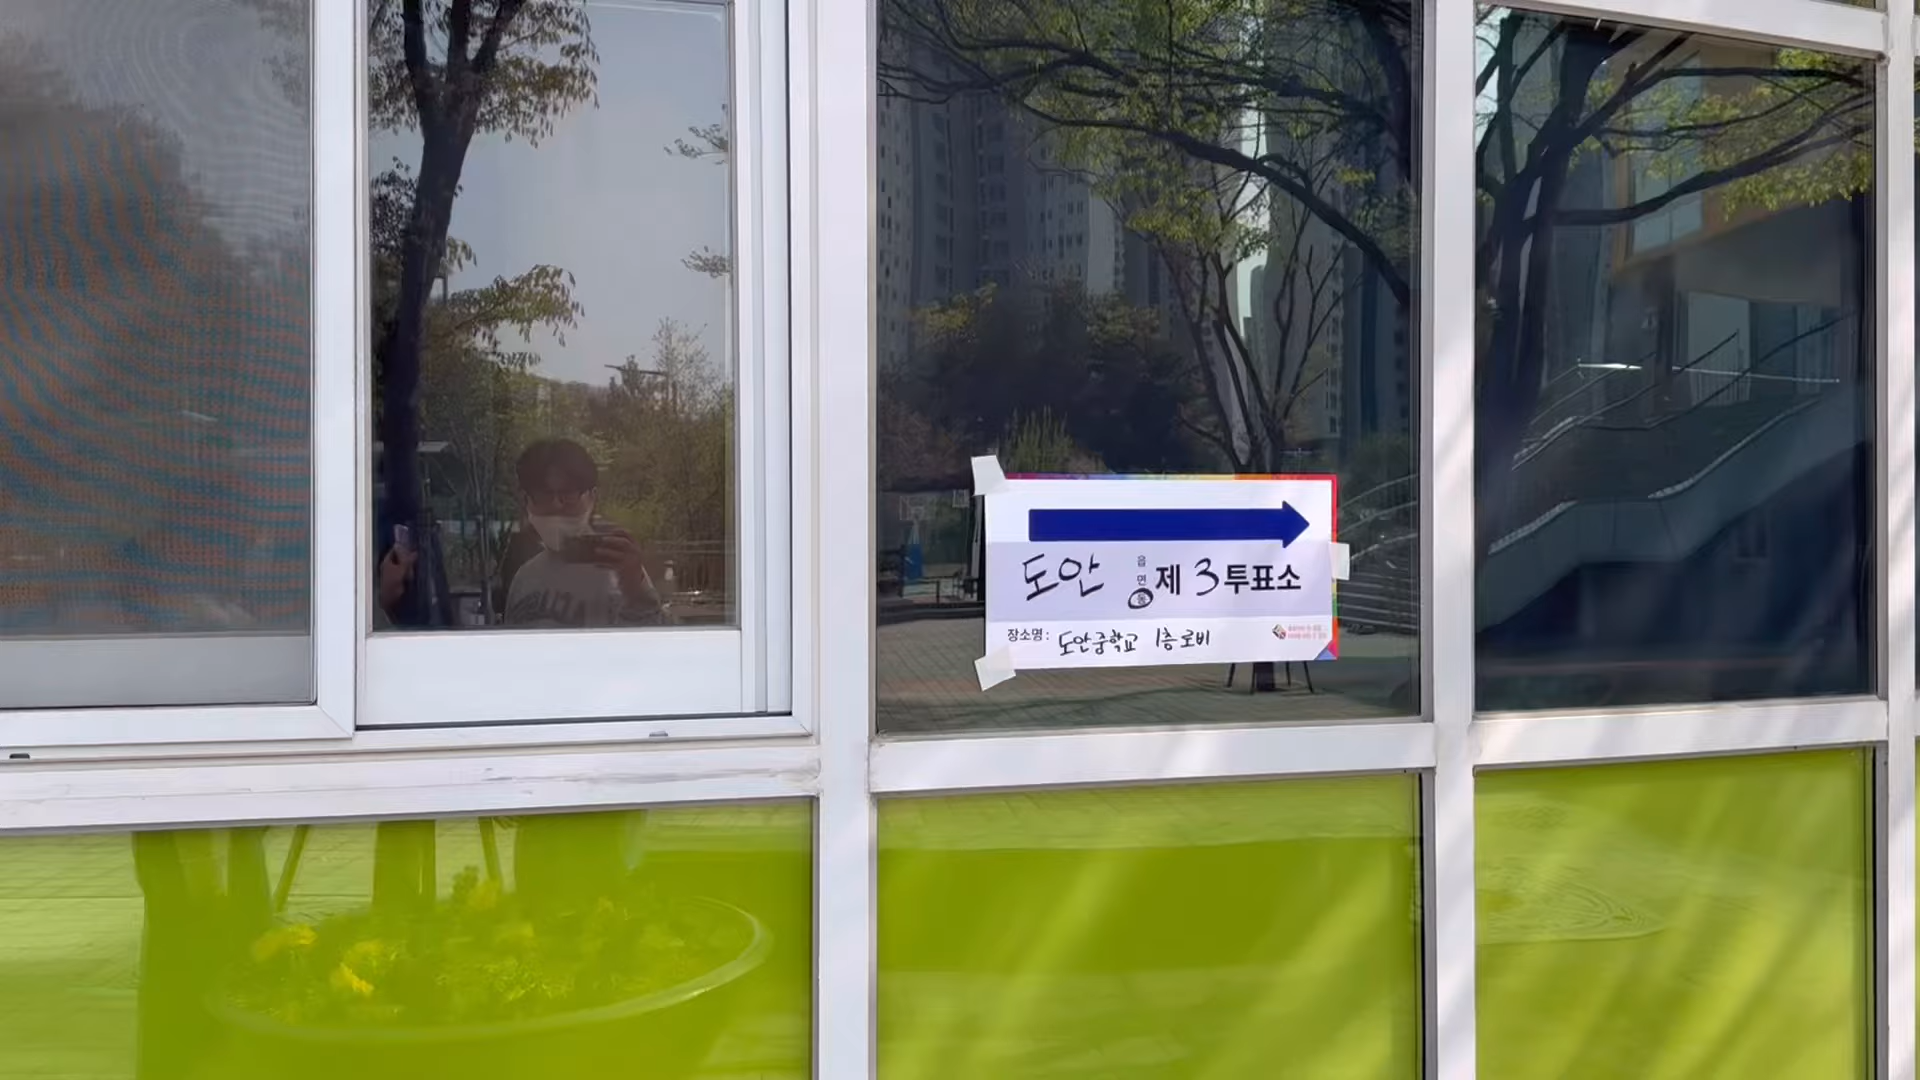 도안 읍 면 동 제 3 투표소
장소명: 도안중학교 1층 로비